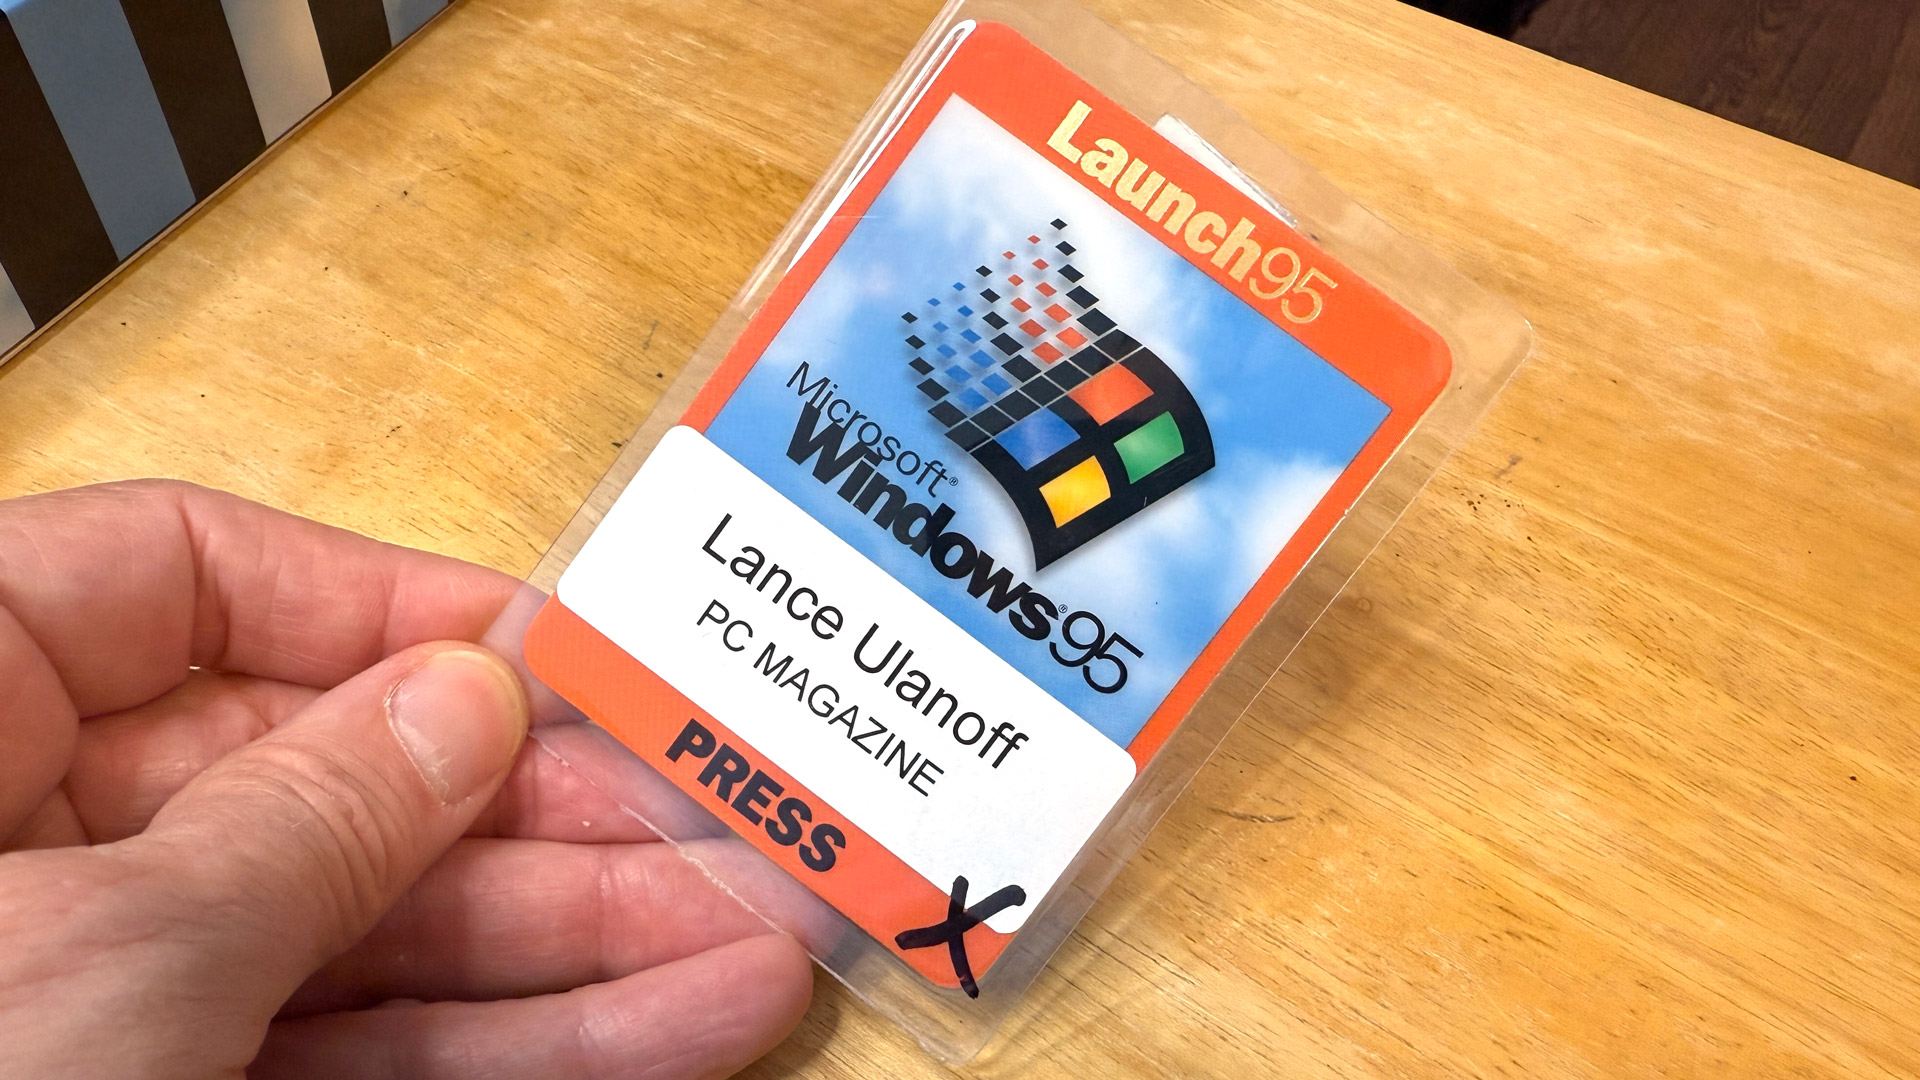 Launch95
Microsoft®
Windows®95
Lance Ulanoff
PC MAGAZINE
PRESS
X